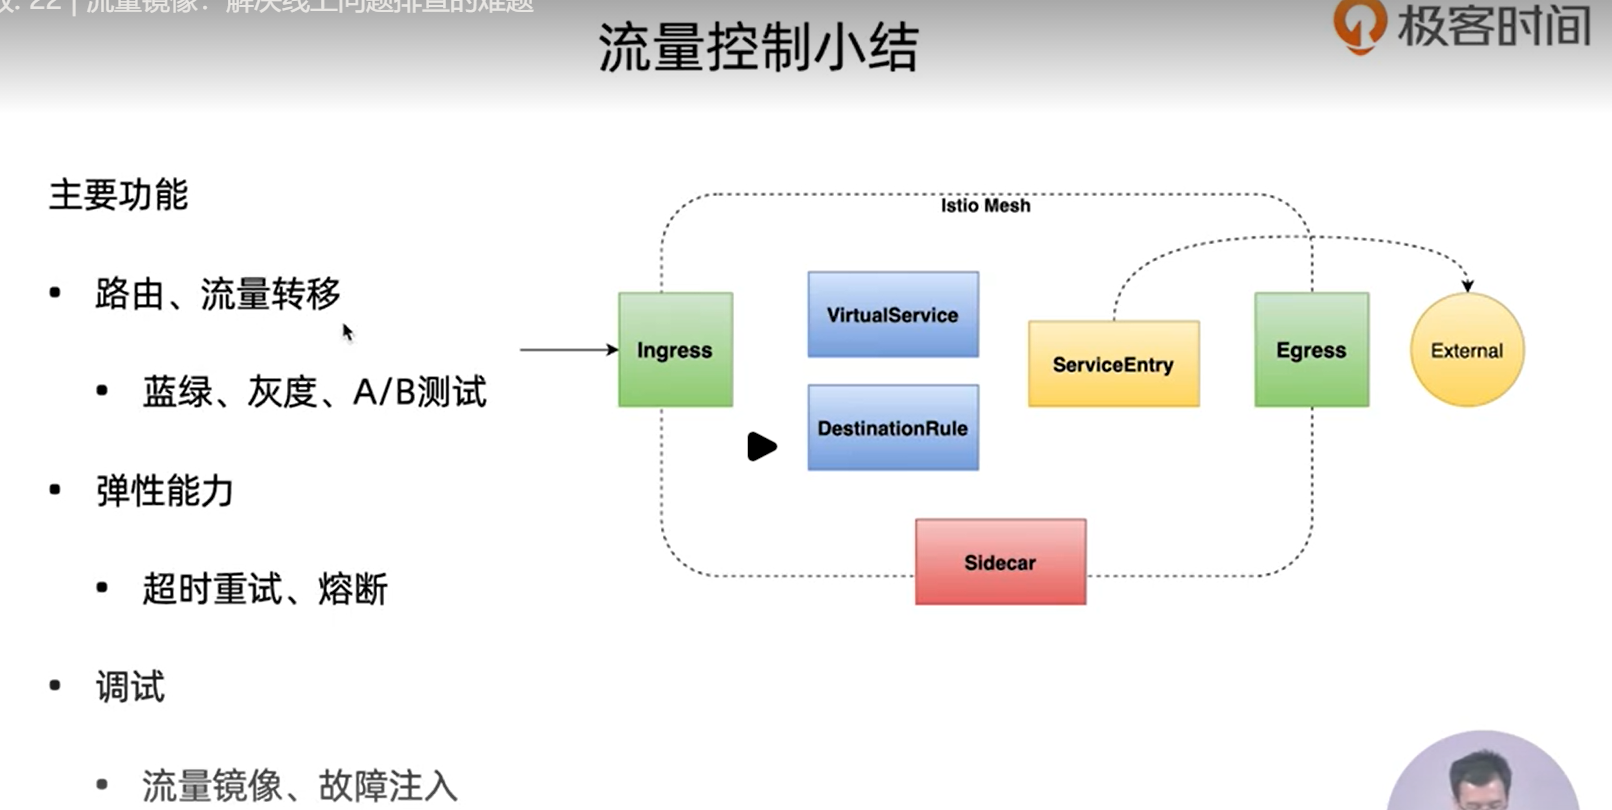 22 | 流量镜像：解决线上问题排查的难题
极客时间
流量控制小结
主要功能
• 路由、流量转移
• 蓝绿、灰度、A/B测试
• 弹性能力
• 超时重试、熔断
• 调试
• 流量镜像、故障注入
Istio Mesh
Ingress
VirtualService
DestinationRule
ServiceEntry
Egress
External
Sidecar